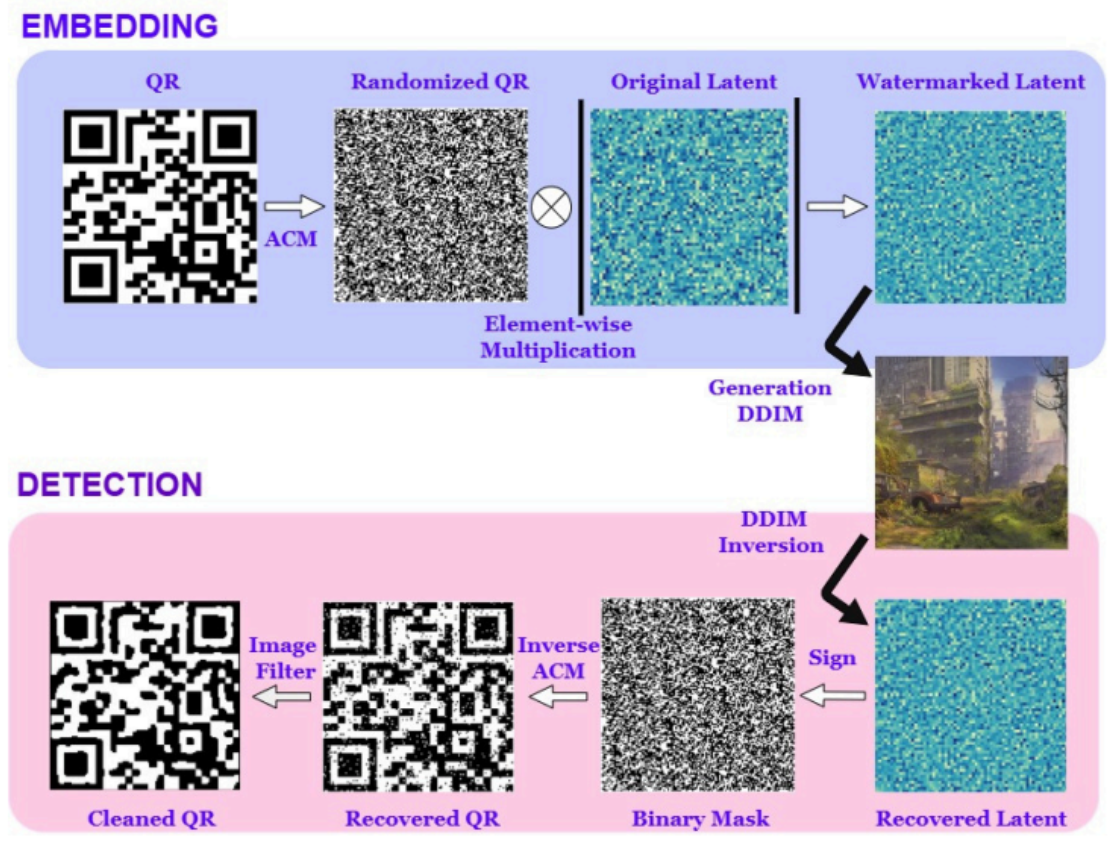 EMBEDDING
QR
Randomized QR
Original Latent
Watermarked Latent
ACM
Element-wise
Multiplication
Generation
DDIM
DETECTION
DDIM
Inversion
Image
Filter
Inverse
ACM
Sign
Cleaned QR
Recovered QR
Binary Mask
Recovered Latent